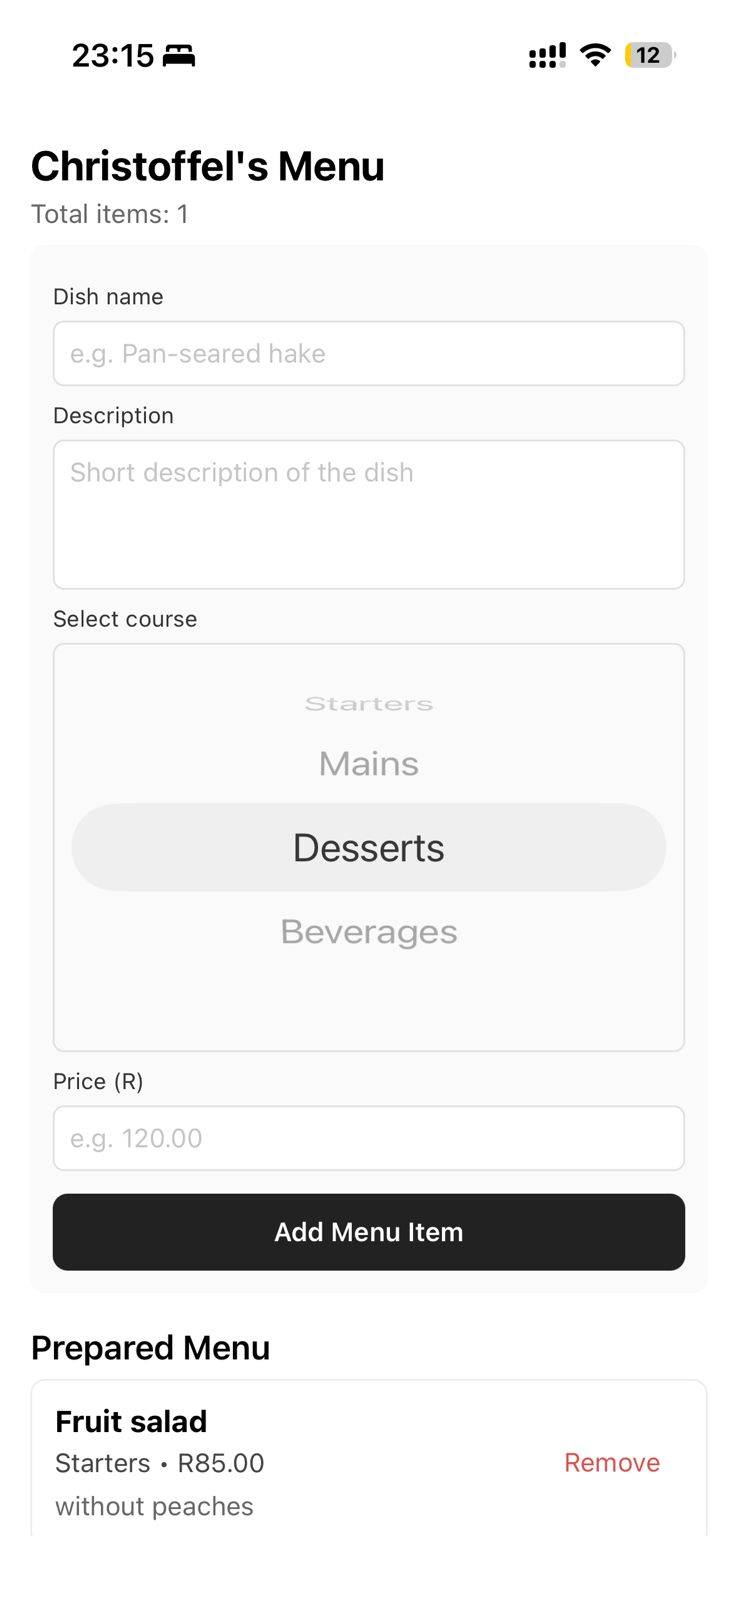 23:15
12
Christoffel's Menu
Total items: 1
Dish name
e.g. Pan-seared hake
Description
Short description of the dish
Select course
Starters
Mains
Desserts
Beverages
Price (R)
e.g. 120.00
Add Menu Item
Prepared Menu
Fruit salad
Starters • R85.00
Remove
without peaches